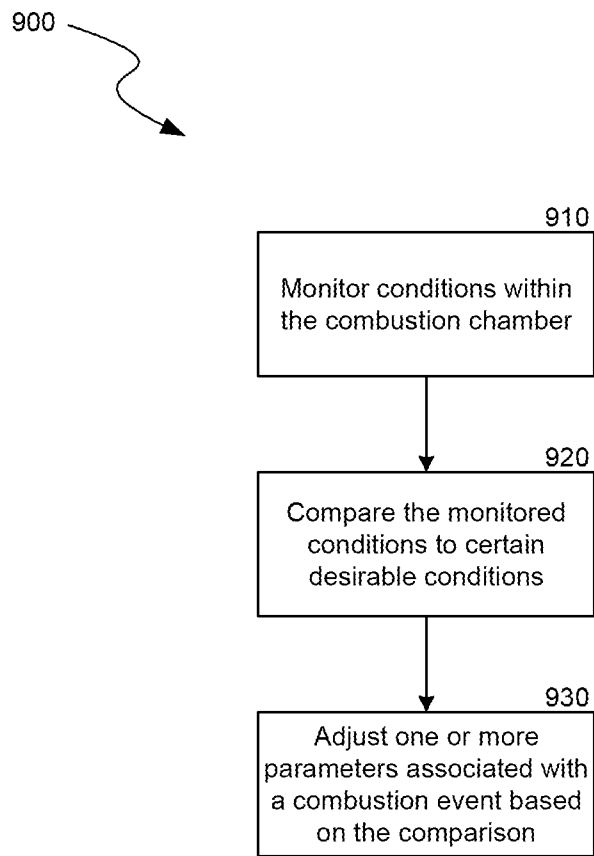 900
910
Monitor conditions within
the combustion chamber
920
Compare the monitored
conditions to certain
desirable conditions
930
Adjust one or more
parameters associated with
a combustion event based
on the comparison